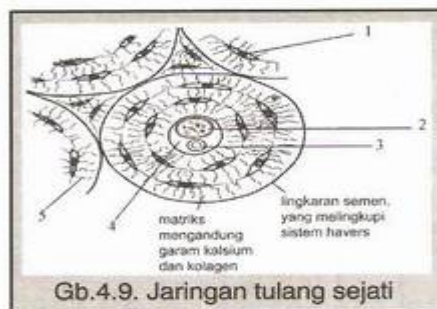 1
2
3
4
5
matriks
mengandung
garam kalsium
dan kolagen
lingkaran semen,
yang melingkupi
sistem havers
Gb.4.9. Jaringan tulang sejati